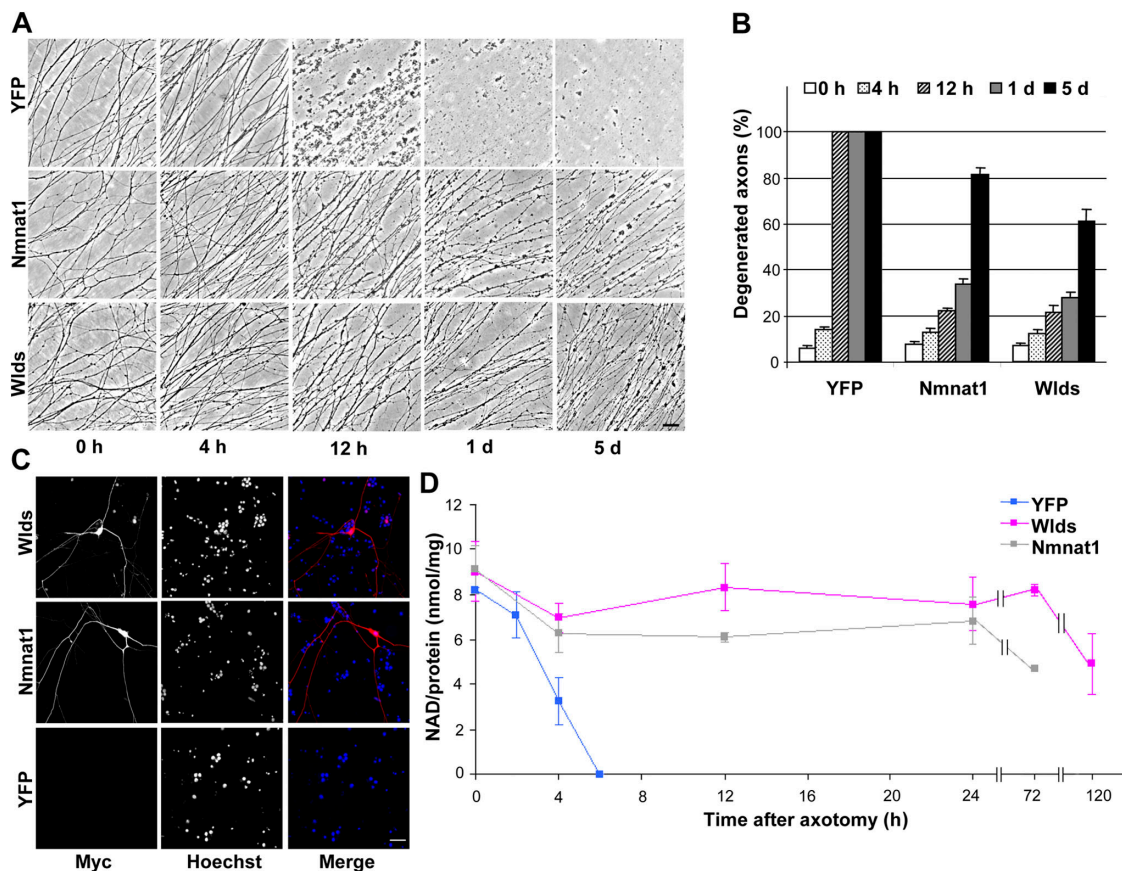 A
YFP
Nmnat1
Wlds
0 h 4 h 12 h 1 d 5 d
B
0 h 4 h 12 h 1 d 5 d
Degenerated axons (%)
100
80
60
40
20
0
YFP Nmnat1 Wlds
C
Wlds
Nmnat1
YFP
Myc Hoechst Merge
D
YFP
Wlds
Nmnat1
NAD/protein (nmol/mg)
12
10
8
6
4
2
0
0 4 8 12 16 20 24 72 120
Time after axotomy (h)